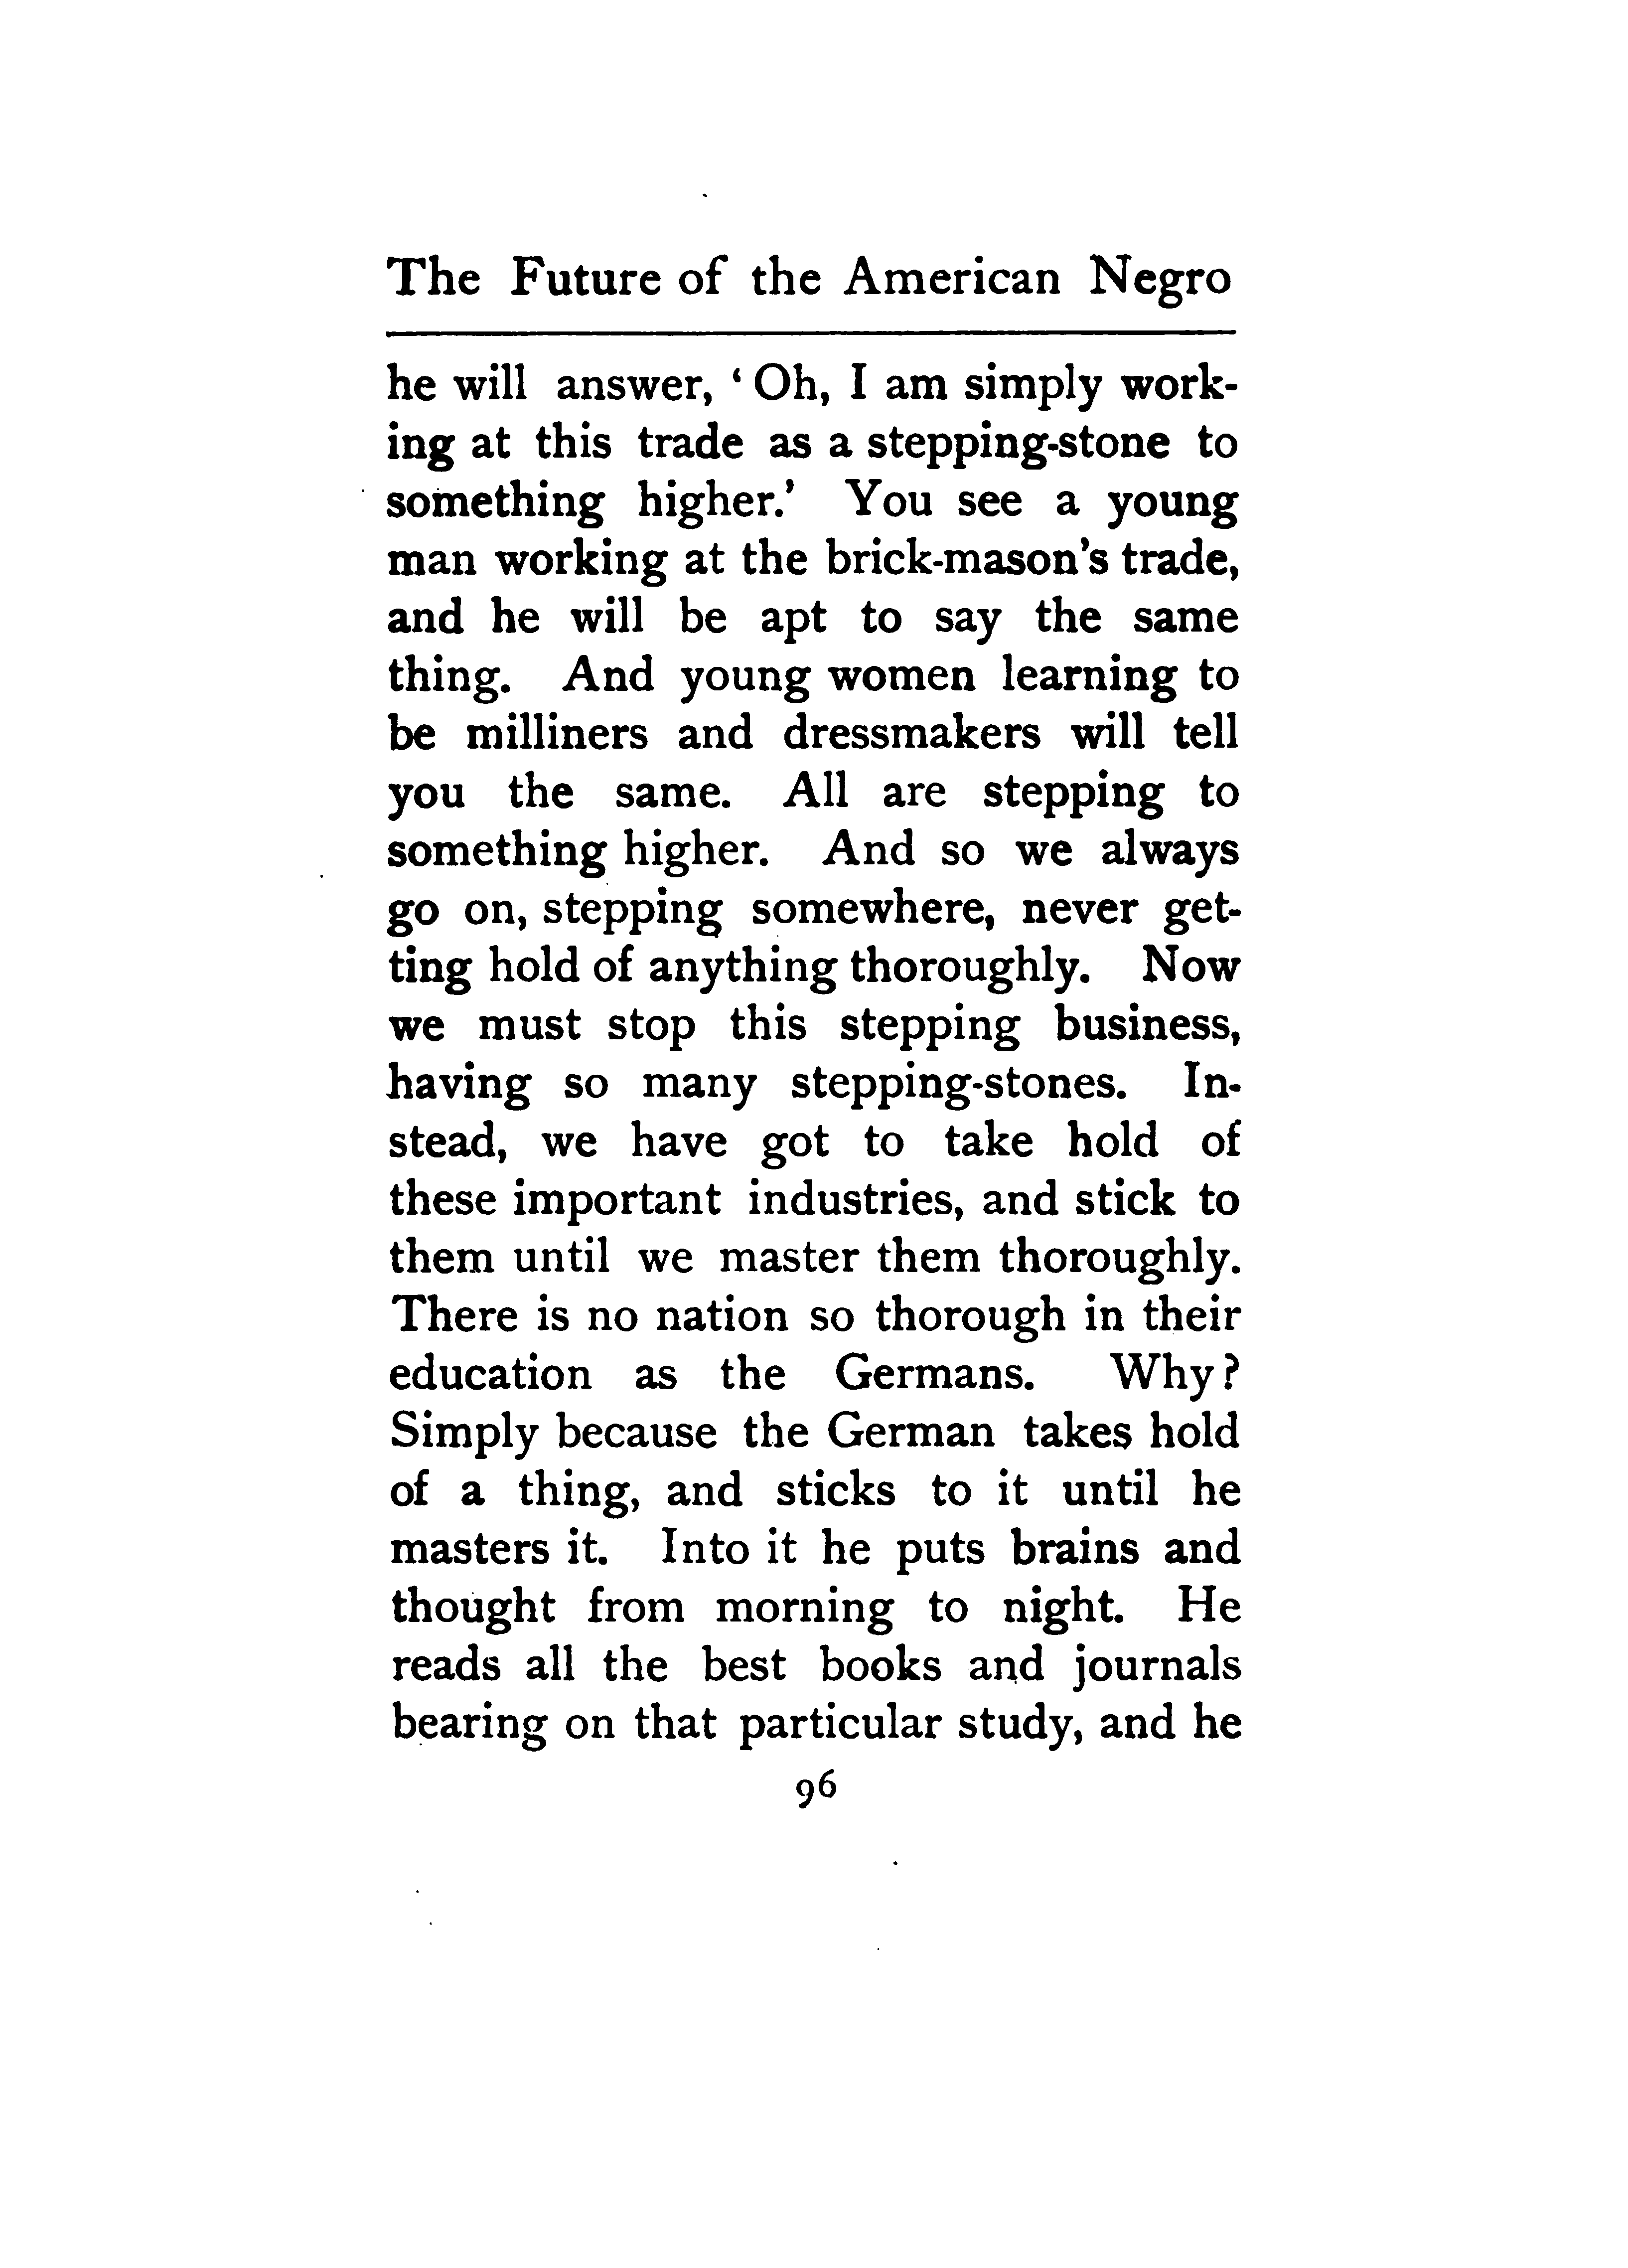 The Future of the American Negro
he will answer, ‘Oh, I am simply work-
ing at this trade as a stepping-stone to
something higher.’ You see a young
man working at the brick-mason’s trade,
and he will be apt to say the same
thing. And young women learning to
be milliners and dressmakers will tell
you the same. All are stepping to
something higher. And so we always
go on, stepping somewhere, never get-
ting hold of anything thoroughly. Now
we must stop this stepping business,
having so many stepping-stones. In-
stead, we have got to take hold of
these important industries, and stick to
them until we master them thoroughly.
There is no nation so thorough in their
education as the Germans. Why?
Simply because the German takes hold
of a thing, and sticks to it until he
masters it. Into it he puts brains and
thought from morning to night. He
reads all the best books and journals
bearing on that particular study, and he
96